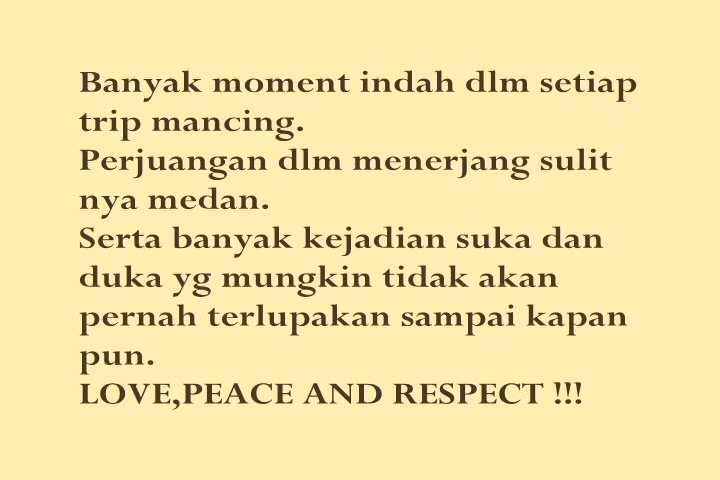 Banyak moment indah dlm setiap
trip mancing.
Perjuangan dlm menerjang sulit
nya medan.
Serta banyak kejadian suka dan
duka yg mungkin tidak akan
pernah terlupakan sampai kapan
pun.
LOVE,PEACE AND RESPECT !!!